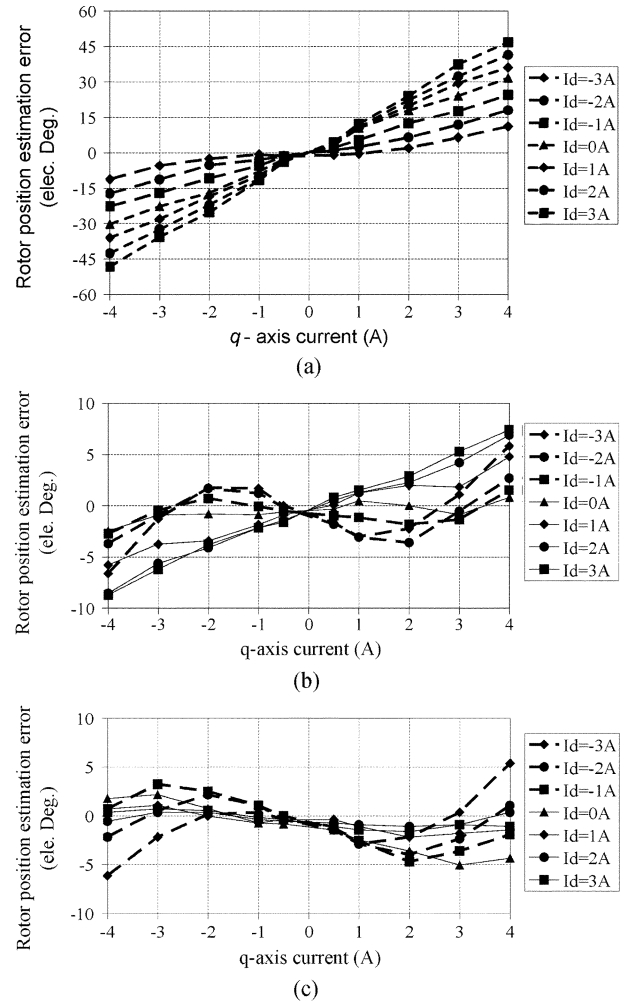 Rotor position estimation error
(elec. Deg.)
60
45
30
15
0
-15
-30
-45
-60
-4 -3 -2 -1 0 1 2 3 4
q - axis current (A)
Id=-3A
Id=-2A
Id=-1A
Id=0A
Id=1A
Id=2A
Id=3A
(a)
Rotor position estimation error
(ele. Deg.)
10
5
0
-5
-10
-4 -3 -2 -1 0 1 2 3 4
q-axis current (A)
Id=-3A
Id=-2A
Id=-1A
Id=0A
Id=1A
Id=2A
Id=3A
(b)
Rotor position estimation error
(ele. Deg.)
10
5
0
-5
-10
-4 -3 -2 -1 0 1 2 3 4
q-axis current (A)
Id=-3A
Id=-2A
Id=-1A
Id=0A
Id=1A
Id=2A
Id=3A
(c)